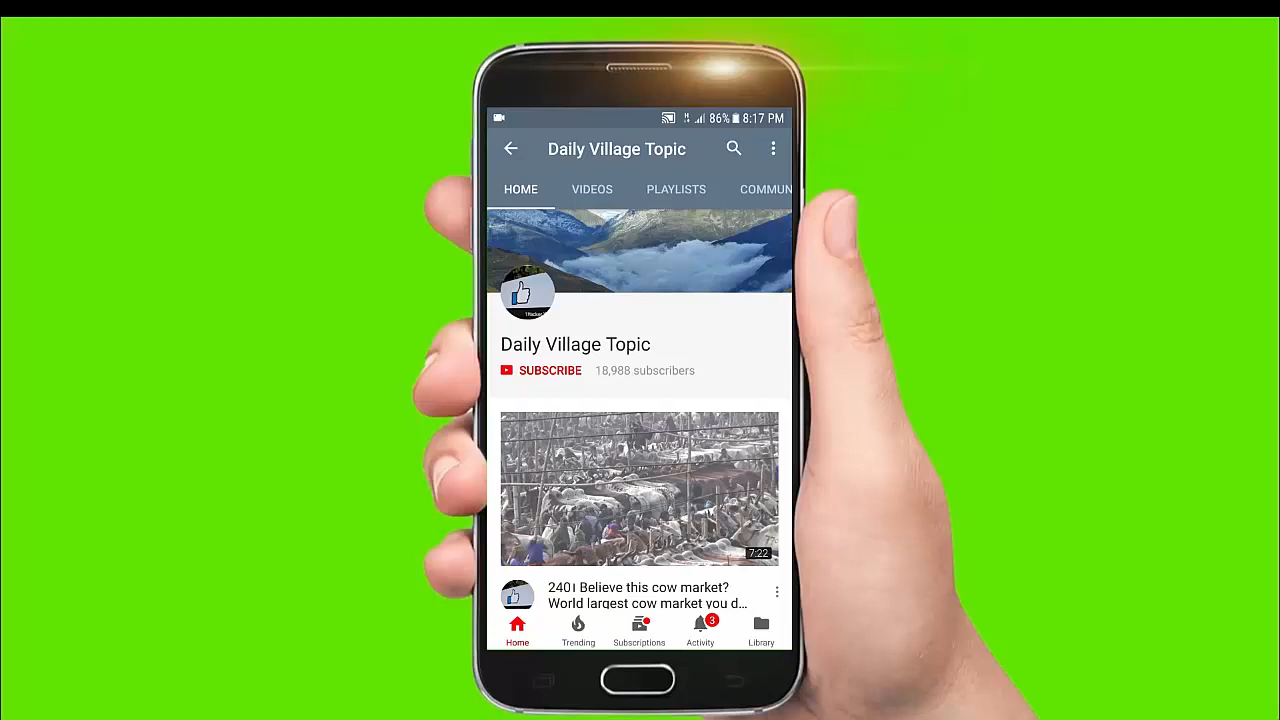 86% 8:17 PM
Daily Village Topic
HOME VIDEOS PLAYLISTS COMMUN
Daily Village Topic
SUBSCRIBE 18,988 subscribers
7:22
240। Believe this cow market?
World largest cow market you d...
3
Home Trending Subscriptions Activity Library